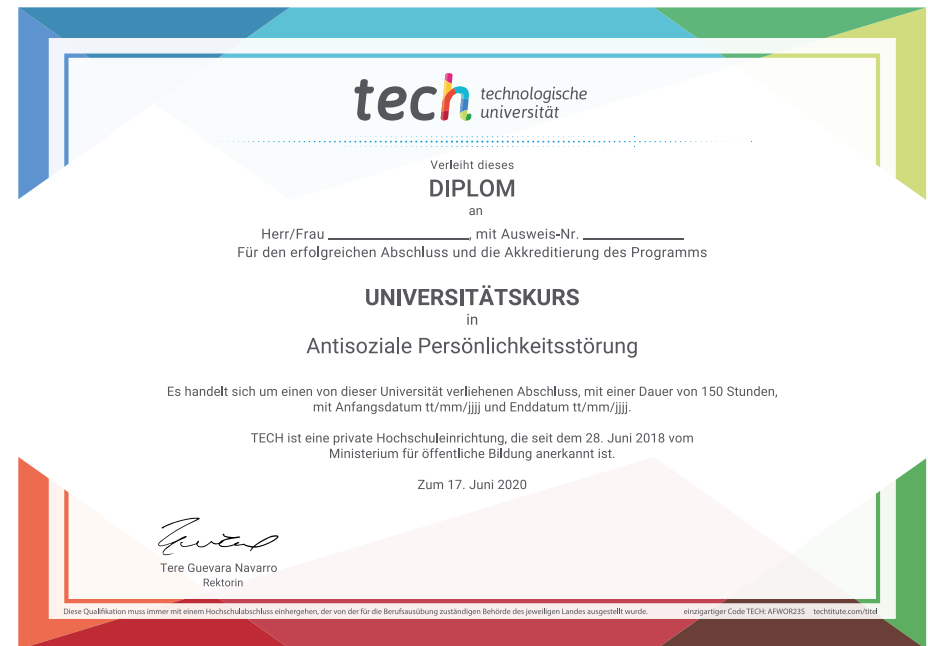 tech technologische
universität
Verleiht dieses
DIPLOM
an
Herr/Frau ____________________, mit Ausweis-Nr. ______________
Für den erfolgreichen Abschluss und die Akkreditierung des Programms
UNIVERSITÄTSKURS
in
Antisoziale Persönlichkeitsstörung
Es handelt sich um einen von dieser Universität verliehenen Abschluss, mit einer Dauer von 150 Stunden,
mit Anfangsdatum tt/mm/jjjj und Enddatum tt/mm/jjjj.
TECH ist eine private Hochschuleinrichtung, die seit dem 28. Juni 2018 vom
Ministerium für öffentliche Bildung anerkannt ist.
Zum 17. Juni 2020
Tere Guevara Navarro
Rektorin
Diese Qualifikation muss immer mit einem Hochschulabschluss einhergehen, der von der für die Berufsausübung zuständigen Behörde des jeweiligen Landes ausgestellt wurde. einzigartiger Code TECH: AFWOR23S techtitute.com/titel